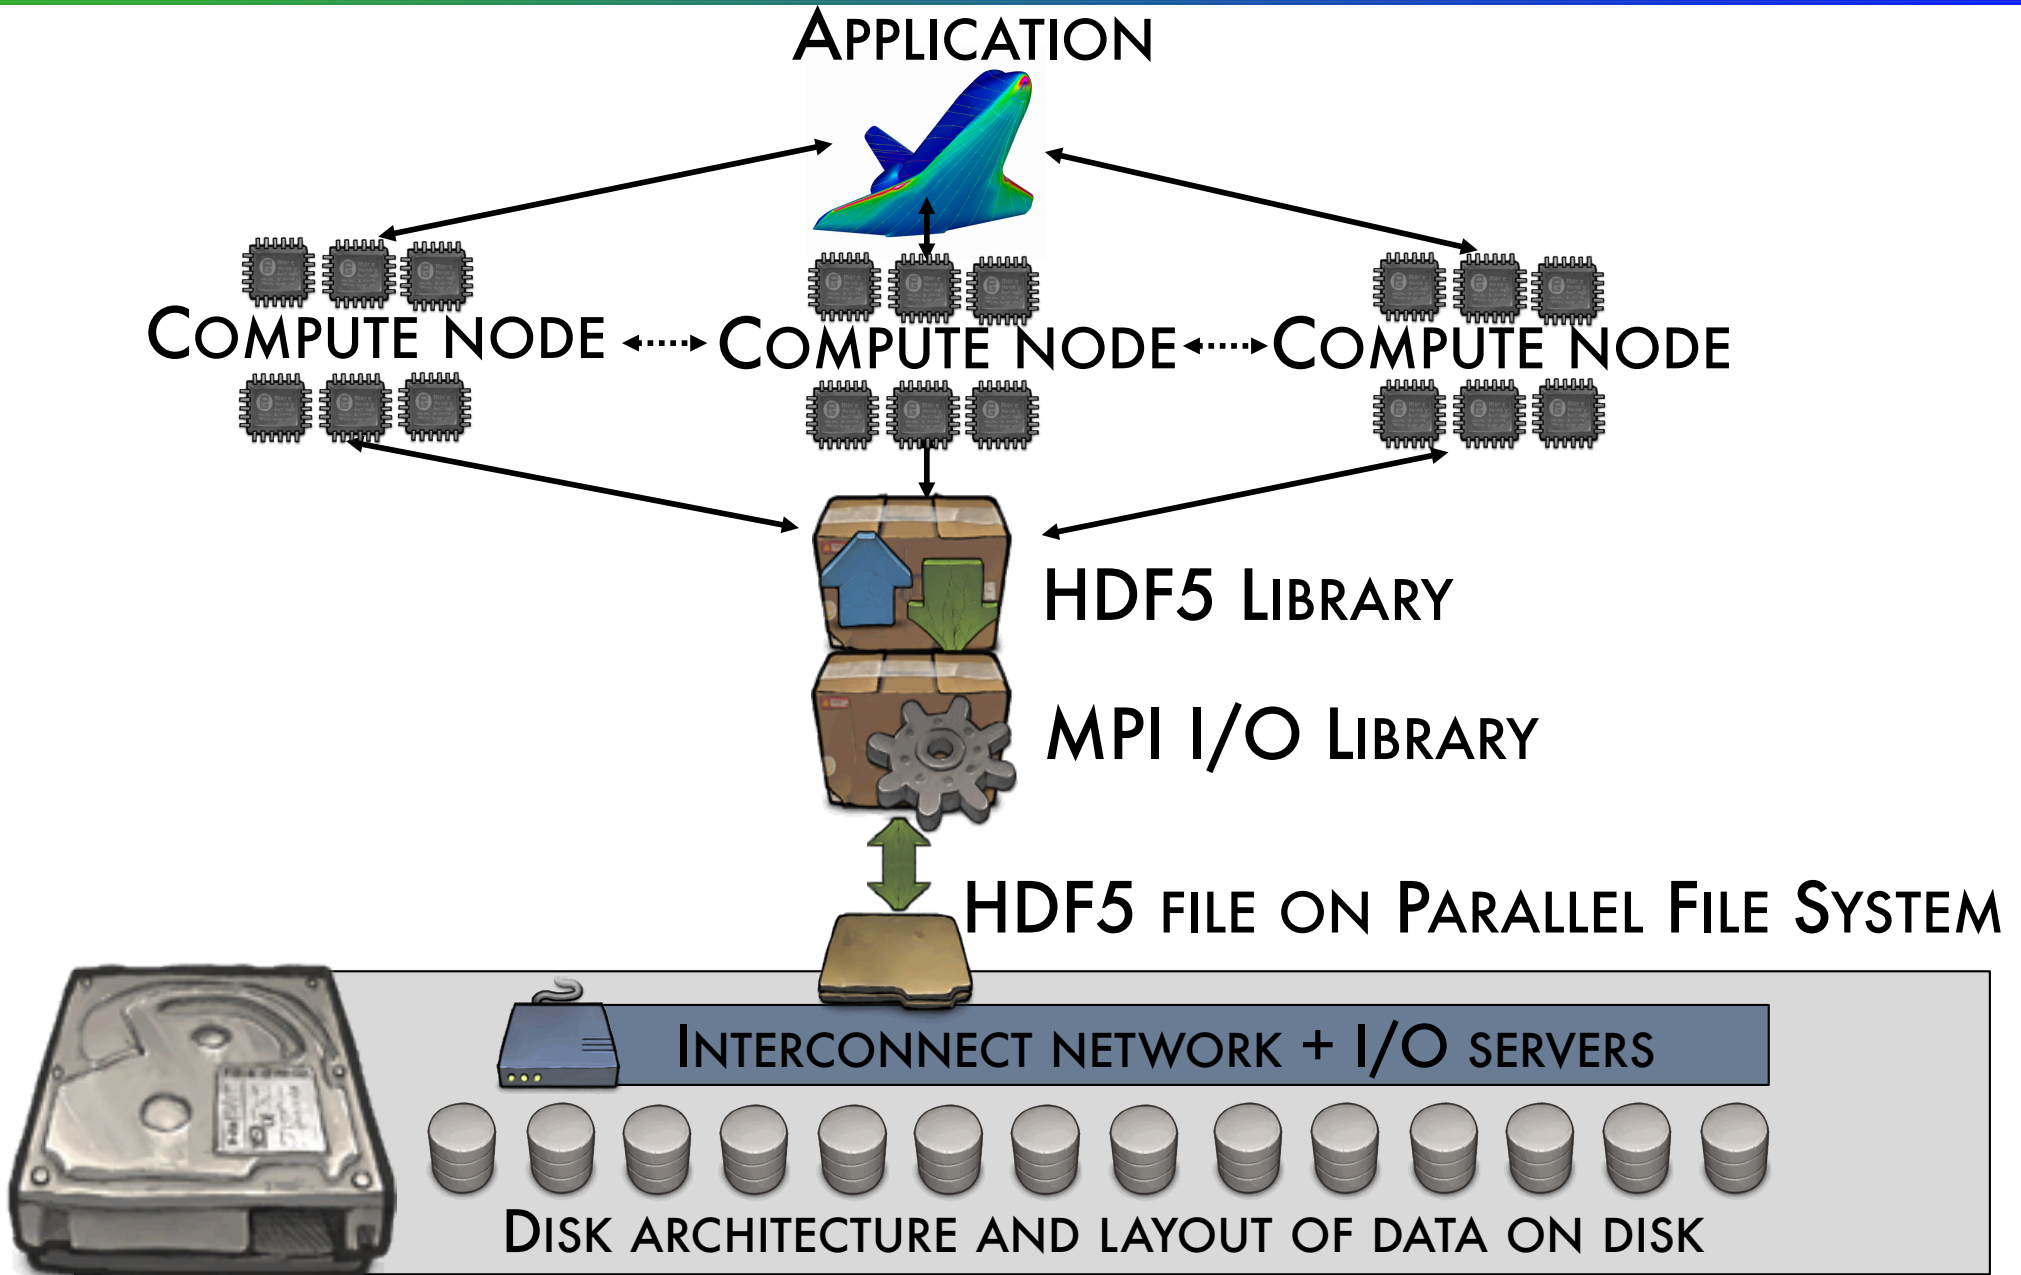 APPLICATION
COMPUTE NODE COMPUTE NODE COMPUTE NODE
HDF5 LIBRARY
MPI I/O LIBRARY
HDF5 FILE ON PARALLEL FILE SYSTEM
INTERCONNECT NETWORK + I/O SERVERS
DISK ARCHITECTURE AND LAYOUT OF DATA ON DISK